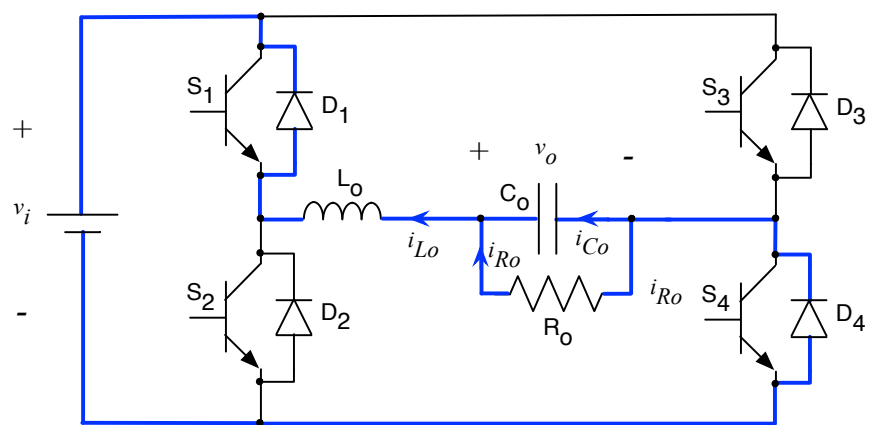 S1
D1
S3
D3
+
+
vo
-
Lo
Co
vi
iLo
iRo
iCo
iRo
S2
D2
Ro
S4
D4
-